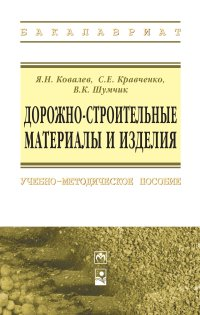 БАКАЛАВРИАТ
Я.Н. Ковалев, С.Е. Кравченко,
В.К. Шумчик
ДОРОЖНО-СТРОИТЕЛЬНЫЕ
МАТЕРИАЛЫ И ИЗДЕЛИЯ
УЧЕБНО-МЕТОДИЧЕСКОЕ ПОСОБИЕ